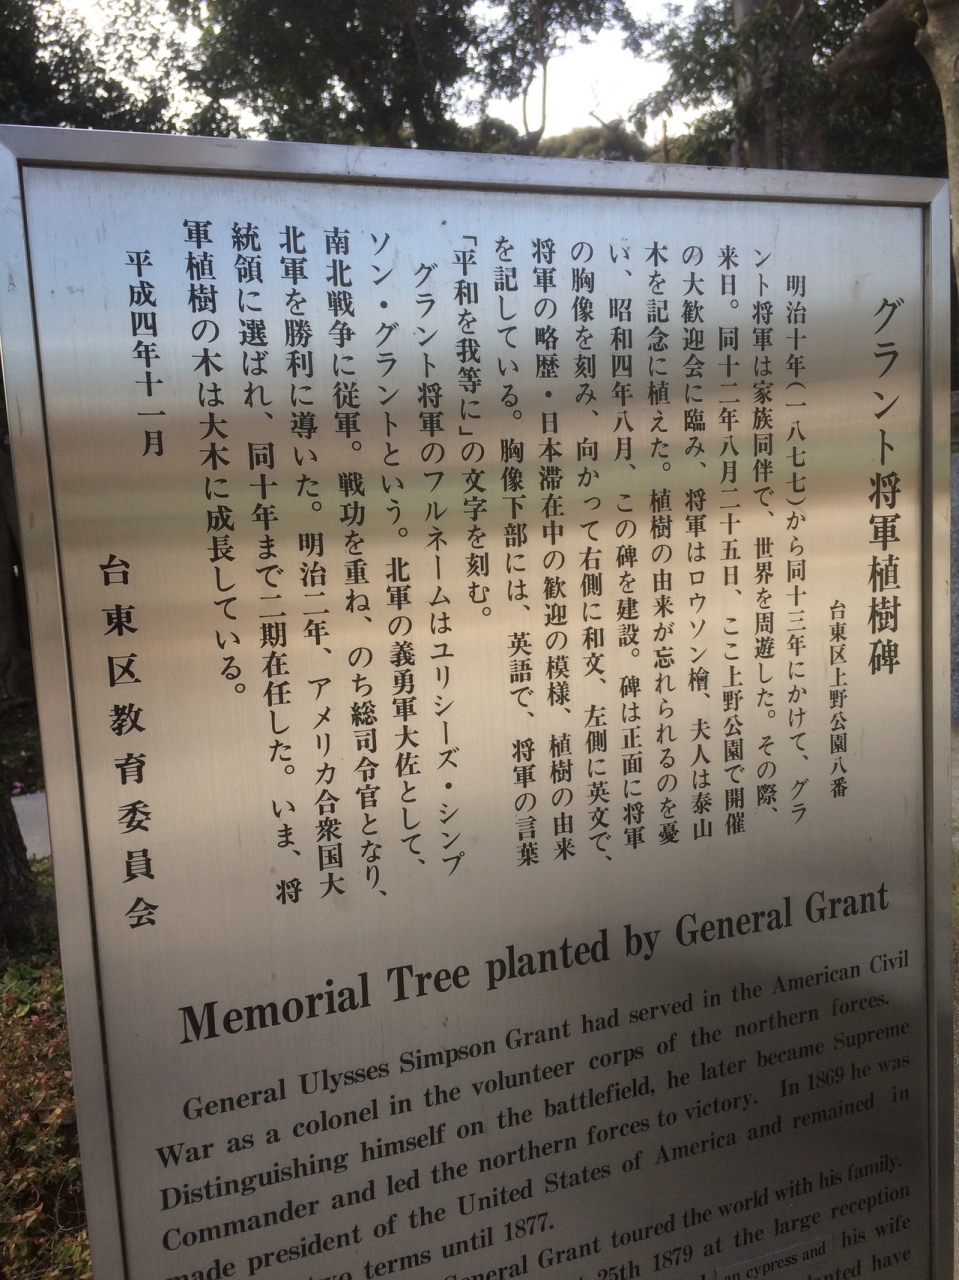 グラント将軍植樹碑
台東区上野公園八番
明治十年(一八七七)から同十三年にかけて、グラ
ント将軍は家族同伴で、世界を周遊した。その際、
来日。同十二年八月二十五日、ここ上野公園で開催
の大歓迎会に臨み、将軍はロウソン檜、夫人は泰山
木を記念に植えた。植樹の由来が忘れられるのを憂
い、昭和四年八月、この碑を建設。碑は正面に将軍
の胸像を刻み、向かって右側に和文、左側に英文で、
将軍の略歴・日本滞在中の歓迎の模様、植樹の由来
を記している。胸像下部には、英語で、将軍の言葉
「平和を我等に」の文字を刻む。
グラント将軍のフルネームはユリシーズ・シンプ
ソン・グラントという。北軍の義勇軍大佐として、
南北戦争に従軍。戦功を重ね、のち総司令官となり、
北軍を勝利に導いた。明治二年、アメリカ合衆国大
統領に選ばれ、同十年まで二期在任した。いま、将
軍植樹の木は大木に成長している。
平成四年十一月
台東区教育委員会
Memorial Tree planted by General Grant
General Ulysses Simpson Grant had served in the American Civil
War as a colonel in the volunteer corps of the northern forces.
Distinguishing himself on the battlefield, he later became Supreme
Commander and led the northern forces to victory. In 1869 he was
made president of the United States of America and remained in
two terms until 1877.
General Grant toured the world with his family.
25th 1879 at the large reception
an cypress and his wife
planted have